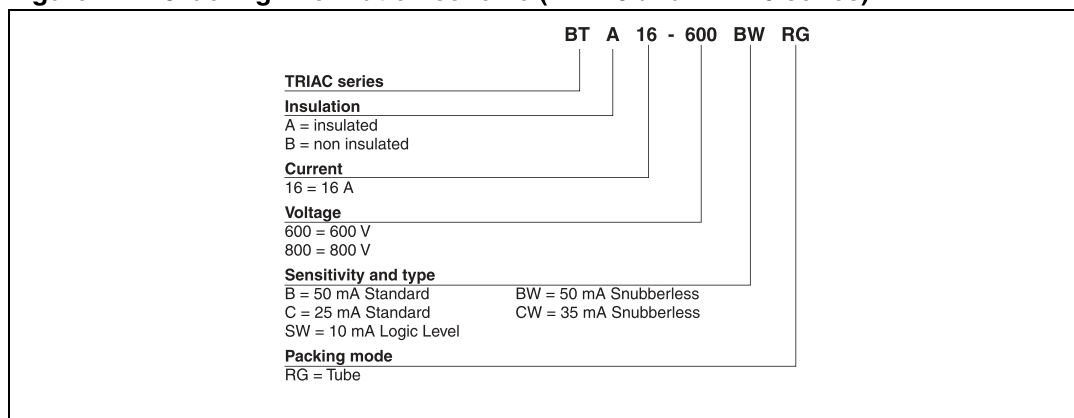 BT A 16 - 600 BW RG
TRIAC series
Insulation
A = insulated
B = non insulated
Current
16 = 16 A
Voltage
600 = 600 V
800 = 800 V
Sensitivity and type
B = 50 mA Standard BW = 50 mA Snubberless
C = 25 mA Standard CW = 35 mA Snubberless
SW = 10 mA Logic Level
Packing mode
RG = Tube